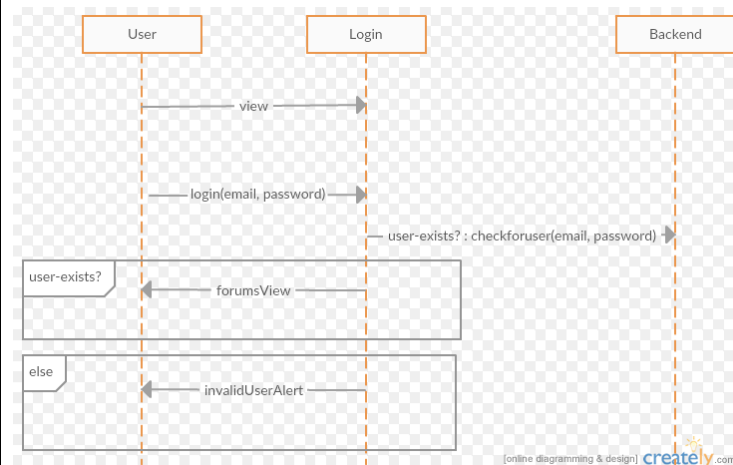 User
Login
Backend
view
login(email, password)
user-exists? : checkforuser(email, password)
user-exists?
forumsView
else
invalidUserAlert
[online diagramming & design] creately.com